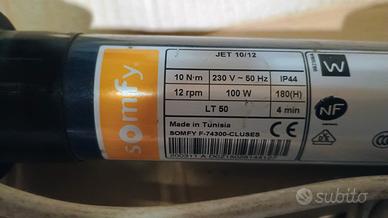 somfy
JET 10/12
10 N·m 230 V ~ 50 Hz IP44
12 rpm 100 W 180(H)
LT 50 4 min
Made in Tunisia
SOMFY F-74300-CLUSES
W
NF
subito